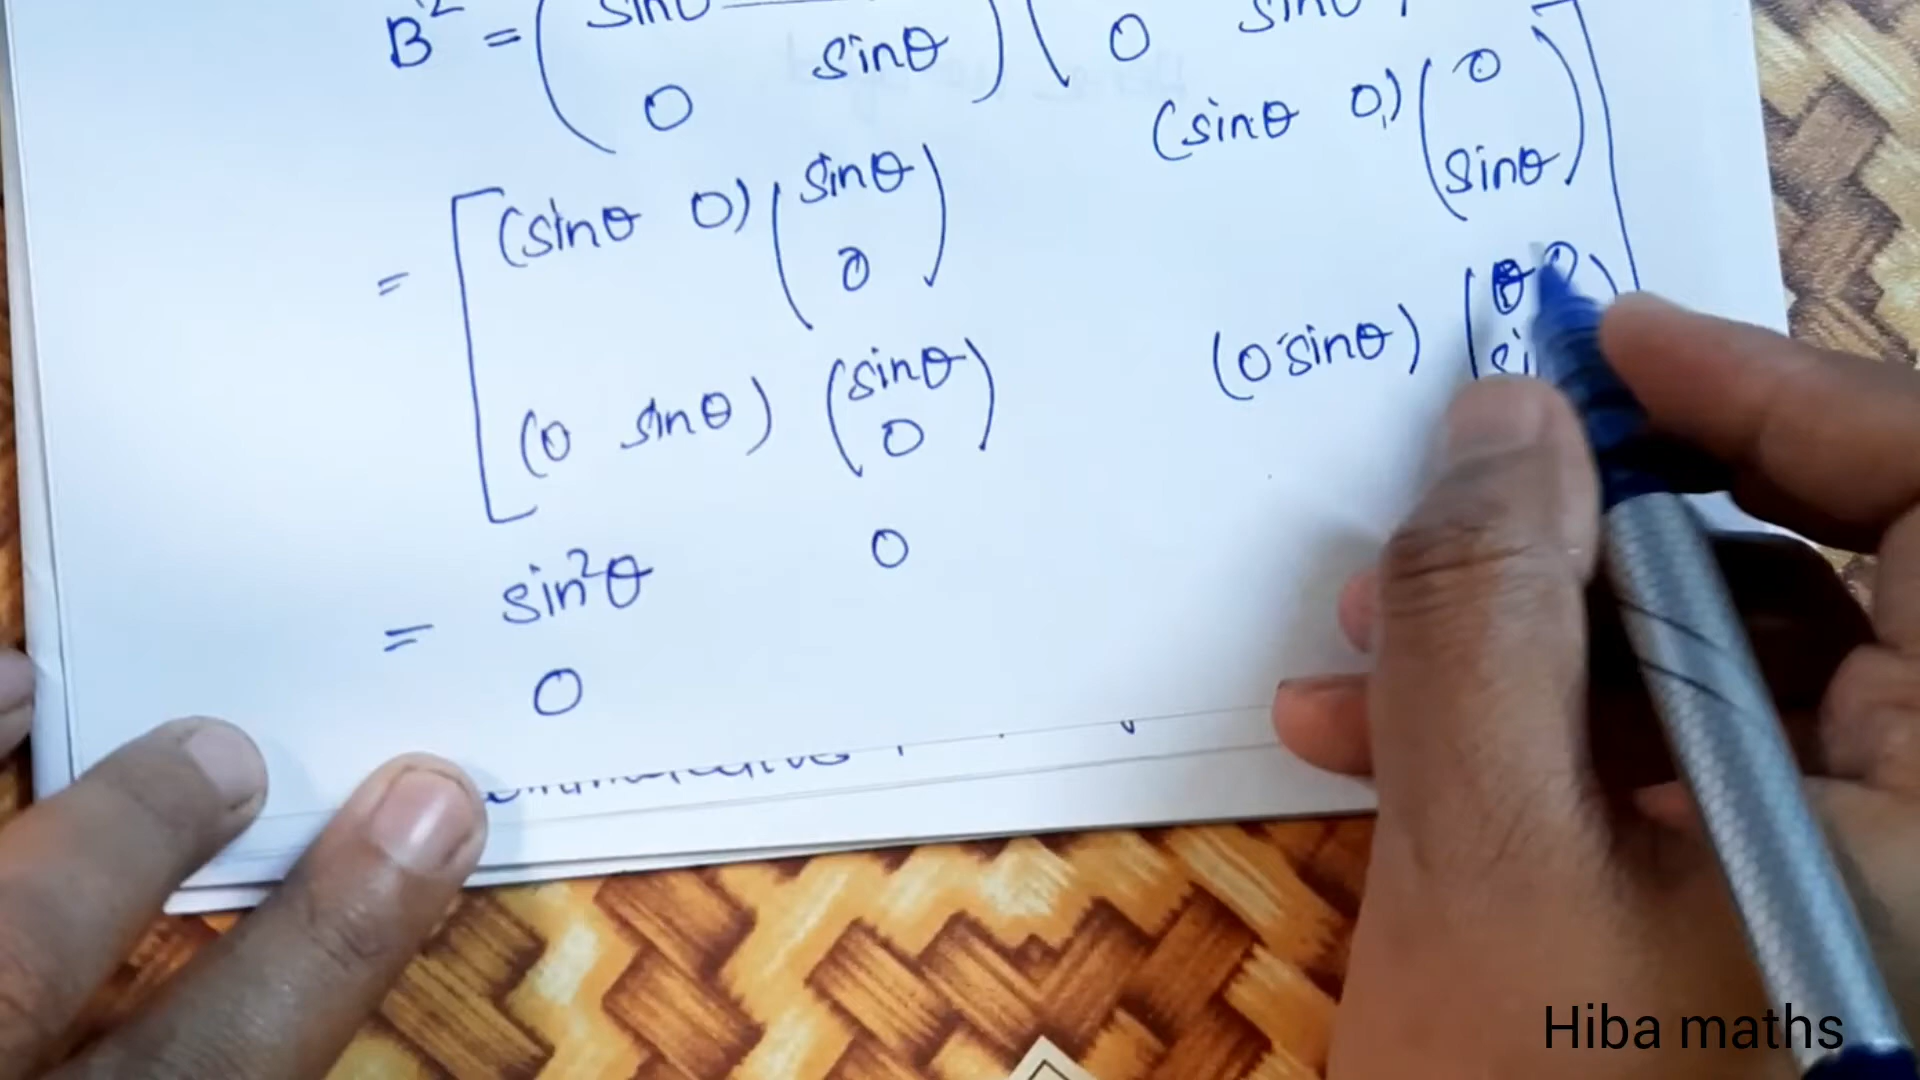 B² = ( sinθ ) ( 0 sinθ
0 sinθ )
= [ (sinθ 0) ( sinθ 0 ) (sinθ 0) ( 0 sinθ ) ]
(0 sinθ) ( sinθ 0 ) (0 sinθ) ( 0
= sin²θ 0
0
Hiba maths